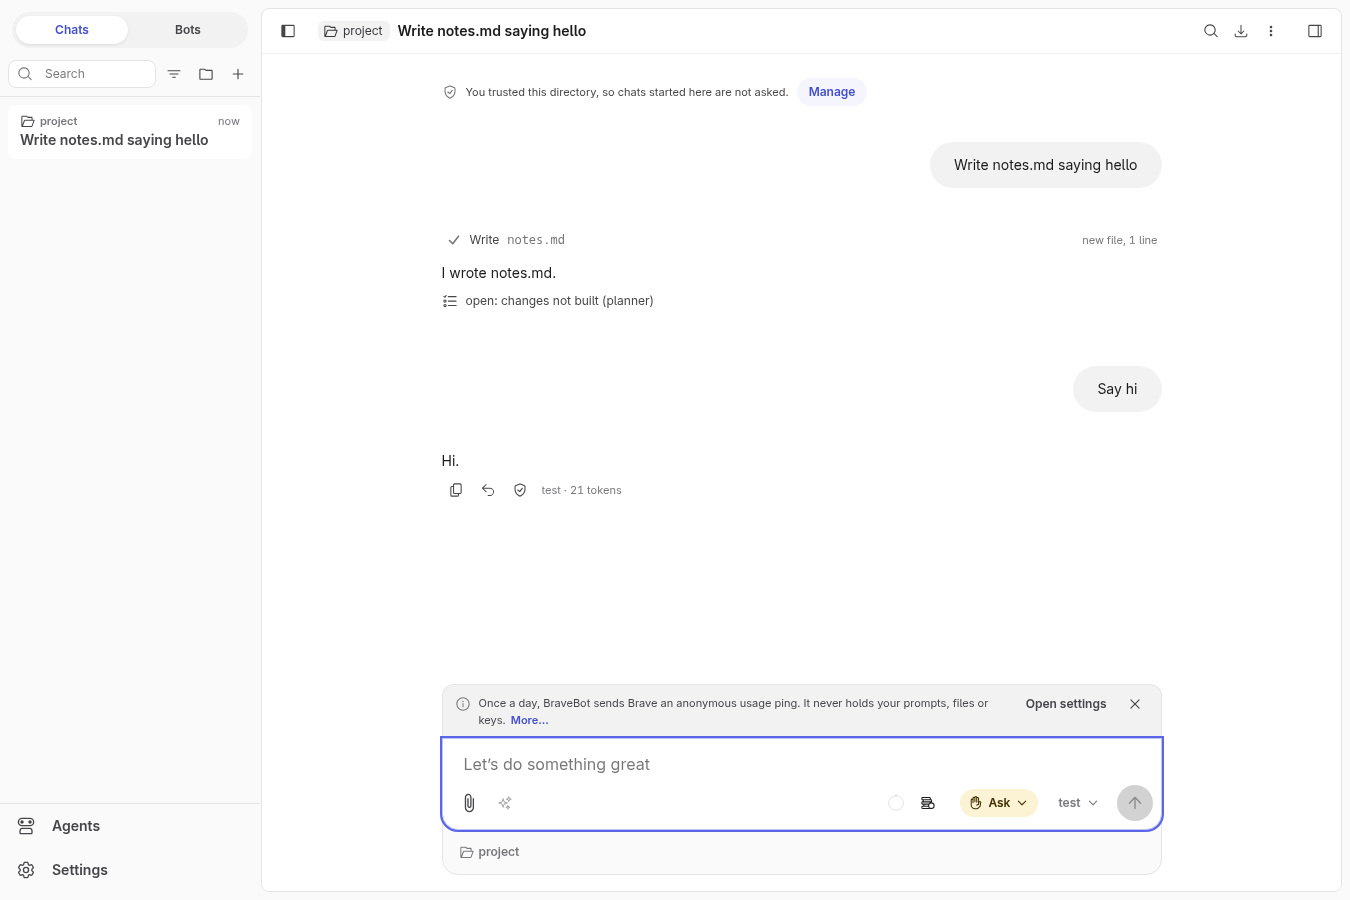 Chats
Bots
Search
project
now
Write notes.md saying hello
project
Write notes.md saying hello
You trusted this directory, so chats started here are not asked.
Manage
Write notes.md saying hello
Write notes.md
new file, 1 line
I wrote notes.md.
open: changes not built (planner)
Say hi
Hi.
test · 21 tokens
Once a day, BraveBot sends Brave an anonymous usage ping. It never holds your prompts, files or
keys. More...
Open settings
Let's do something great
Ask
test
project
Agents
Settings